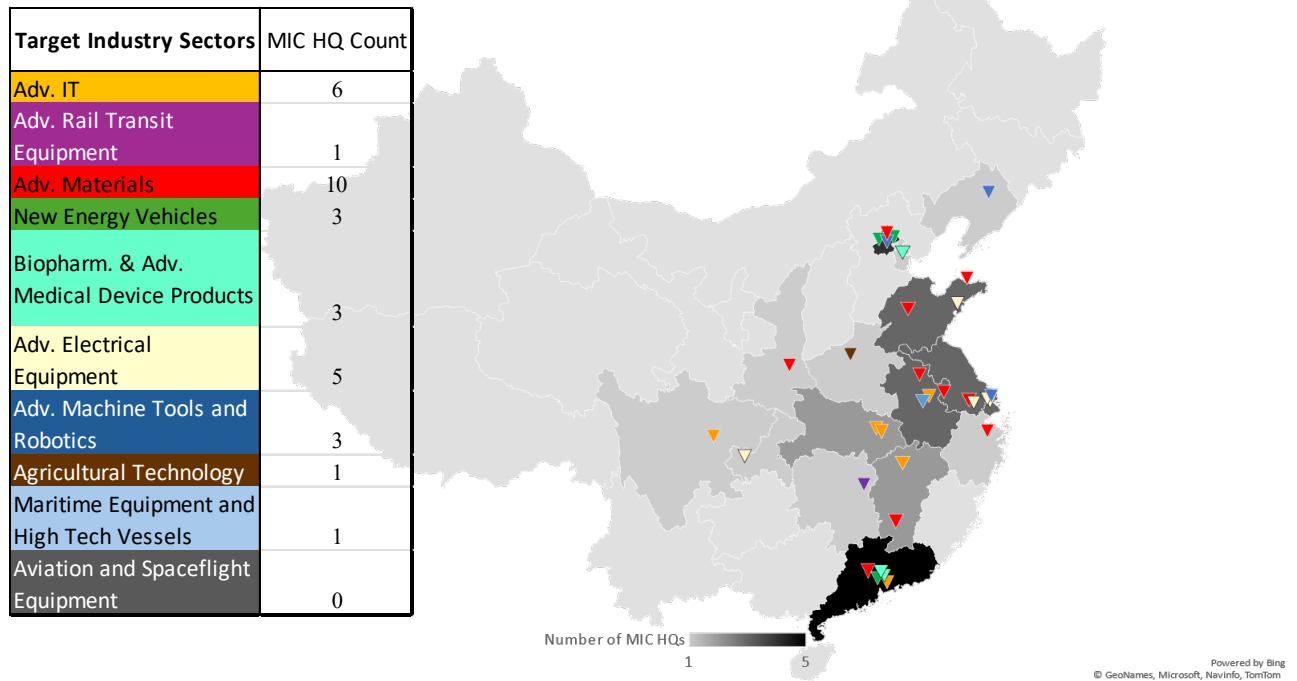 Target Industry Sectors MIC HQ Count
Adv. IT 6
Adv. Rail Transit
Equipment 1
Adv. Materials 10
New Energy Vehicles 3
Biopharm. & Adv.
Medical Device Products
3
Adv. Electrical
Equipment 5
Adv. Machine Tools and
Robotics 3
Agricultural Technology 1
Maritime Equipment and
High Tech Vessels 1
Aviation and Spaceflight
Equipment 0
Number of MIC HQs
1 5
Powered by Bing
© GeoNames, Microsoft, Navinfo, TomTom